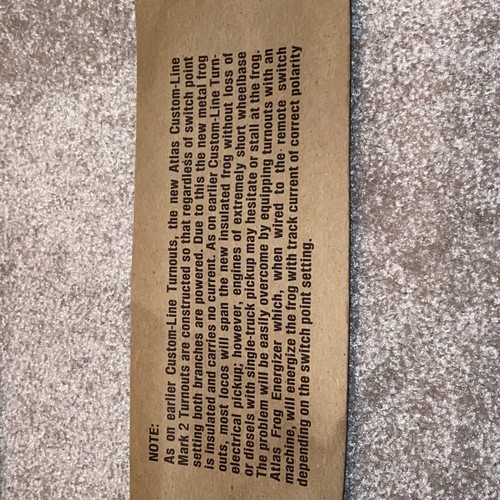 NOTE:
As on earlier Custom-Line Turnouts, the new Atlas Custom-Line
Mark 2 Turnouts are constructed so that regardless of switch point
setting both branches are powered. Due to this the new metal frog
is insulated and carries no current. As on earlier Custom-Line Turn-
outs, most locos will span the new insulated frog without loss of
electrical pickup; however, engines of extremely short wheelbase
or diesels with single-truck pickup may hesitate or stall at the frog.
The problem will be easily overcome by equipping turnouts with an
Atlas Frog Energizer which, when wired to the remote switch
machine, will energize the frog with track current of correct polarity
depending on the switch point setting.